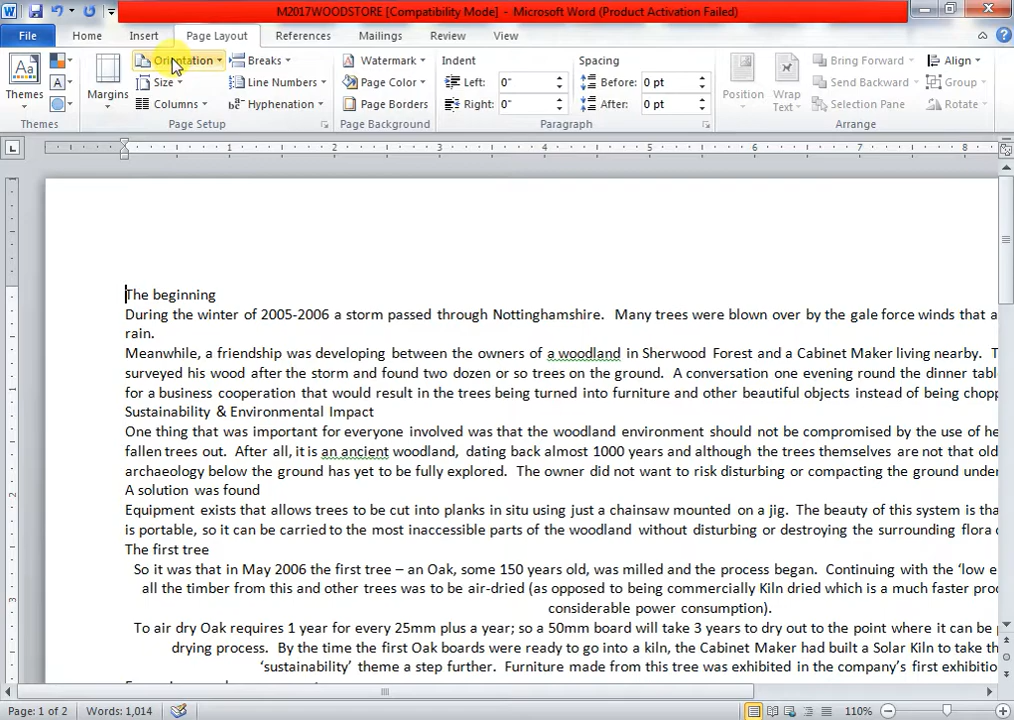 M2017WOODSTORE [Compatibility Mode] - Microsoft Word (Product Activation Failed)
File Home Insert Page Layout References Mailings Review View
Orientation Breaks Watermark Indent Spacing Bring Forward Align
Themes Margins Size Line Numbers Page Color Left: 0" Before: 0 pt Position Wrap Text Send Backward Group
Columns Hyphenation Page Borders Right: 0" After: 0 pt Selection Pane Rotate
Themes Page Setup Page Background Paragraph Arrange
1 2 3 4 5 6 7 8
The beginning
During the winter of 2005-2006 a storm passed through Nottinghamshire. Many trees were blown over by the gale force winds that a
rain.
Meanwhile, a friendship was developing between the owners of a woodland in Sherwood Forest and a Cabinet Maker living nearby. T
surveyed his wood after the storm and found two dozen or so trees on the ground. A conversation one evening round the dinner tabl
for a business cooperation that would result in the trees being turned into furniture and other beautiful objects instead of being chopp
Sustainability & Environmental Impact
One thing that was important for everyone involved was that the woodland environment should not be compromised by the use of he
fallen trees out. After all, it is an ancient woodland, dating back almost 1000 years and although the trees themselves are not that old
archaeology below the ground has yet to be fully explored. The owner did not want to risk disturbing or compacting the ground under
A solution was found
Equipment exists that allows trees to be cut into planks in situ using just a chainsaw mounted on a jig. The beauty of this system is tha
is portable, so it can be carried to the most inaccessible parts of the woodland without disturbing or destroying the surrounding flora
The first tree
So it was that in May 2006 the first tree – an Oak, some 150 years old, was milled and the process began. Continuing with the ‘low e
all the timber from this and other trees was to be air-dried (as opposed to being commercially Kiln dried which is a much faster proc
considerable power consumption).
To air dry Oak requires 1 year for every 25mm plus a year; so a 50mm board will take 3 years to dry out to the point where it can be
drying process. By the time the first Oak boards were ready to go into a kiln, the Cabinet Maker had built a Solar Kiln to take th
‘sustainability’ theme a step further. Furniture made from this tree was exhibited in the company’s first exhibitio
Page: 1 of 2 Words: 1,014 110%